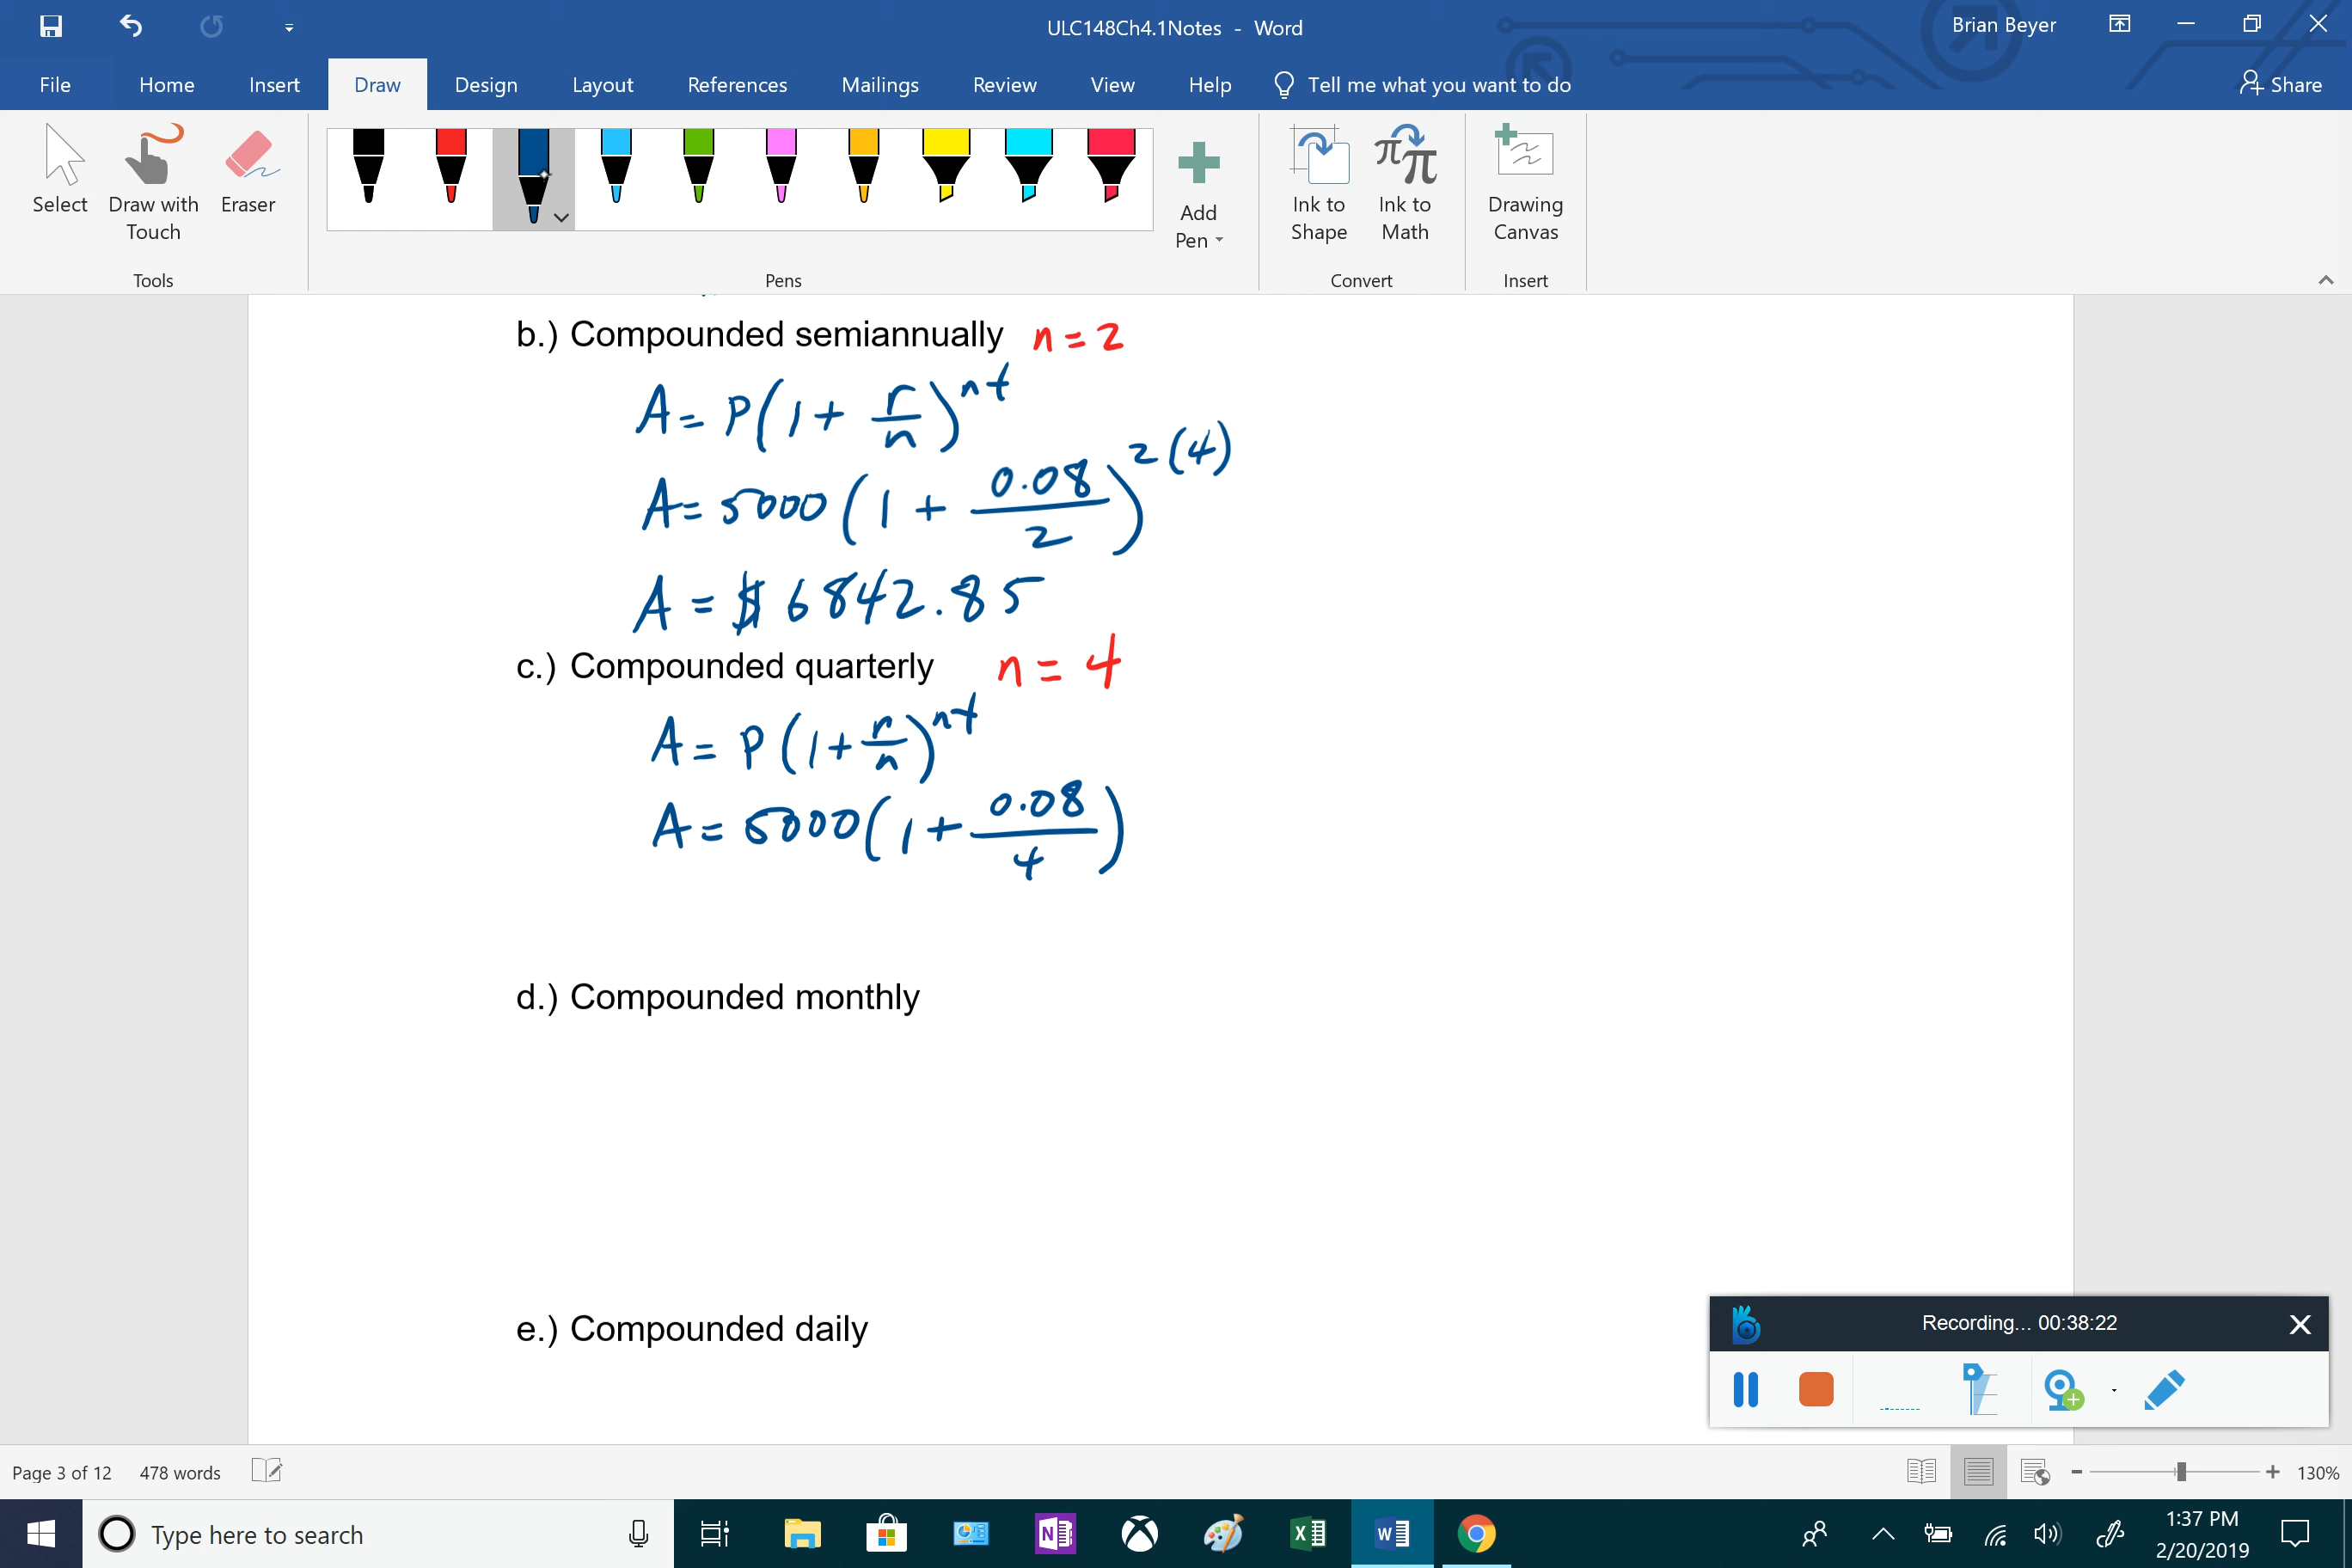 ULC148Ch4.1Notes - Word
Brian Beyer
File Home Insert Draw Design Layout References Mailings Review View Help Tell me what you want to do Share
Select Draw with Touch Eraser Add Pen Ink to Shape Ink to Math Drawing Canvas
Tools Pens Convert Insert
b.) Compounded semiannually n = 2
A = P(1 + r/n)^nt
A = 5000(1 + 0.08/2)^2(4)
A = $6842.85
c.) Compounded quarterly n = 4
A = P(1 + r/n)^nt
A = 5000(1 + 0.08/4)
d.) Compounded monthly
e.) Compounded daily
Recording... 00:38:22
Page 3 of 12 478 words 130%
Type here to search
1:37 PM
2/20/2019